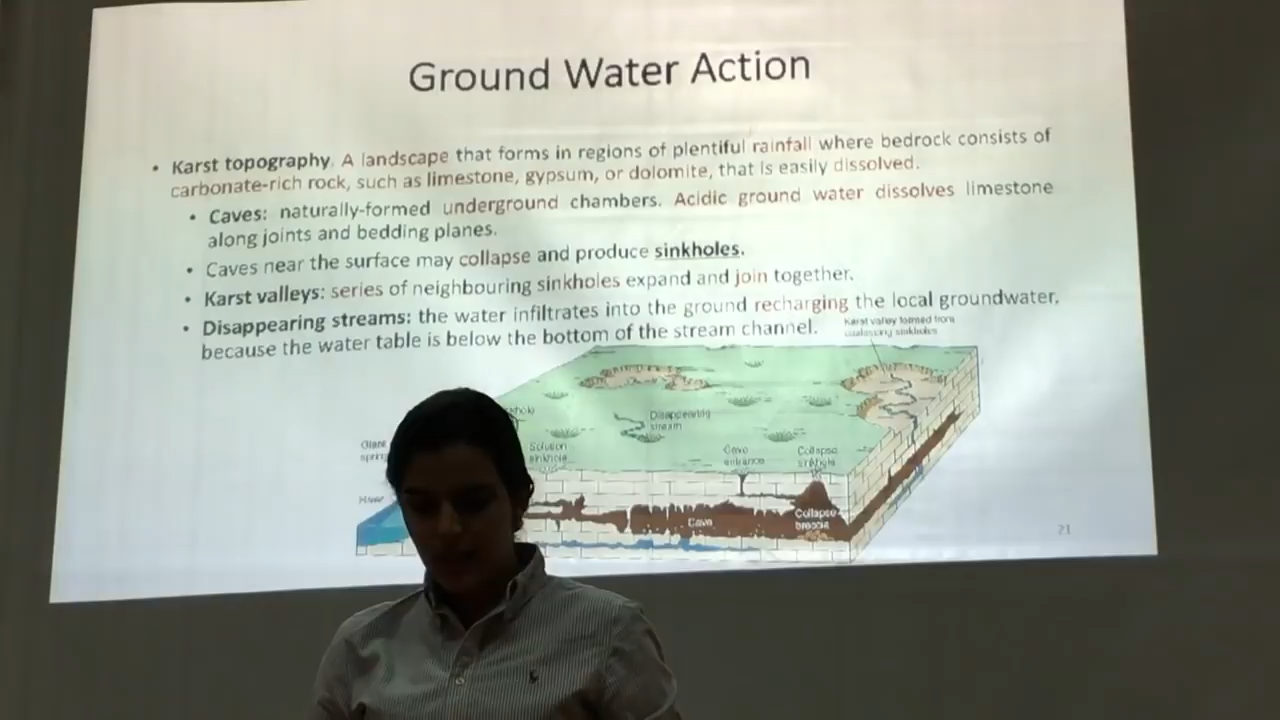 Ground Water Action
• Karst topography. A landscape that forms in regions of plentiful rainfall where bedrock consists of
carbonate-rich rock, such as limestone, gypsum, or dolomite, that is easily dissolved.
• Caves: naturally-formed underground chambers. Acidic ground water dissolves limestone
along joints and bedding planes.
• Caves near the surface may collapse and produce sinkholes.
• Karst valleys: series of neighbouring sinkholes expand and join together.
• Disappearing streams: the water infiltrates into the ground recharging the local groundwater,
because the water table is below the bottom of the stream channel.
Karst valley formed from
coalescing sinkholes
Disappearing
stream
Giant
spring
Solution
sinkhole
Cave
entrance
Collapse
sinkhole
River
Cave
Collapse
breccia
21